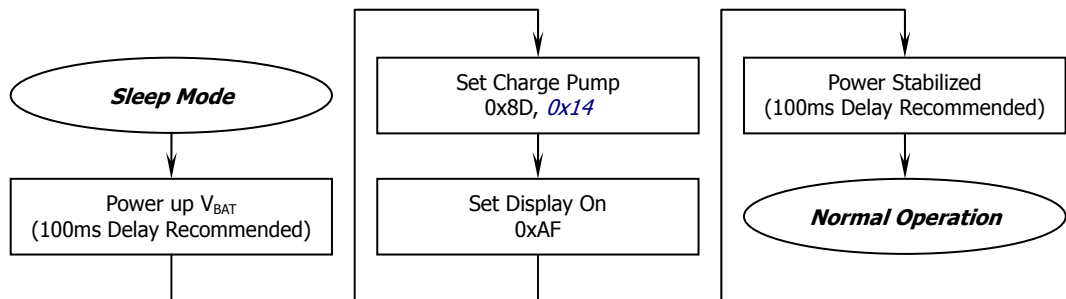 Sleep Mode
Power up VBAT
(100ms Delay Recommended)
Set Charge Pump
0x8D, 0x14
Set Display On
0xAF
Power Stabilized
(100ms Delay Recommended)
Normal Operation